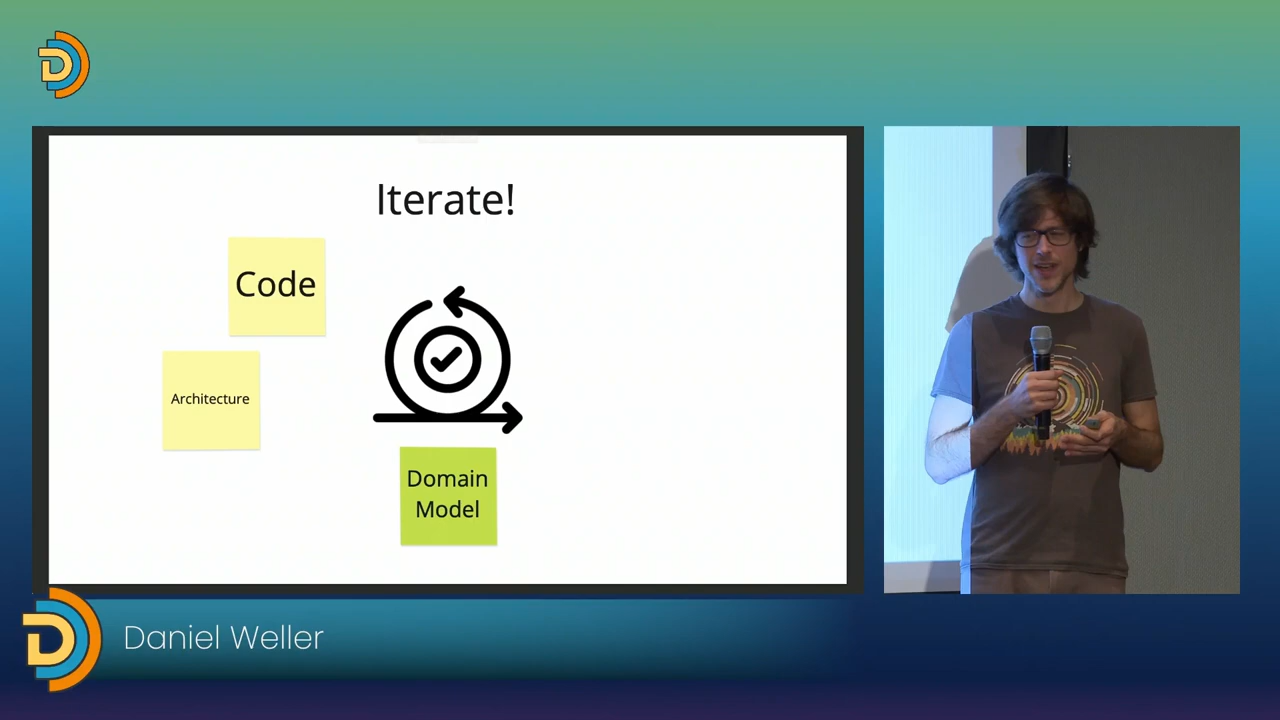 Iterate!
Code
Architecture
Domain
Model
Daniel Weller